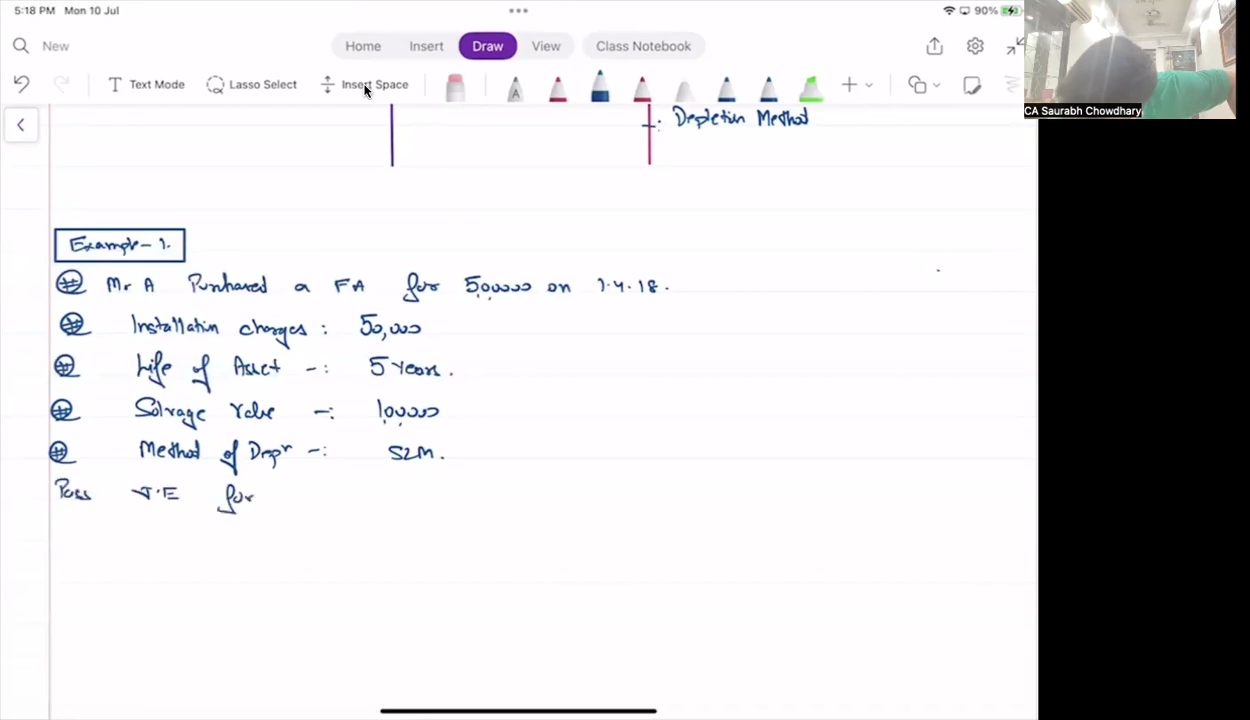 5:18 PM Mon 10 Jul
90%
New
Home Insert Draw View Class Notebook
Text Mode Lasso Select Insert Space
CA Saurabh Chowdhary
-: Depletion Method
Example-1.
Mr A Purchased a FA for 500000 on 1.4.18.
Installation charges : 50,000
Life of Asset -: 5 Years.
Solvage Value -: 100000
Method of Depr -: SLM.
Pass J.E for